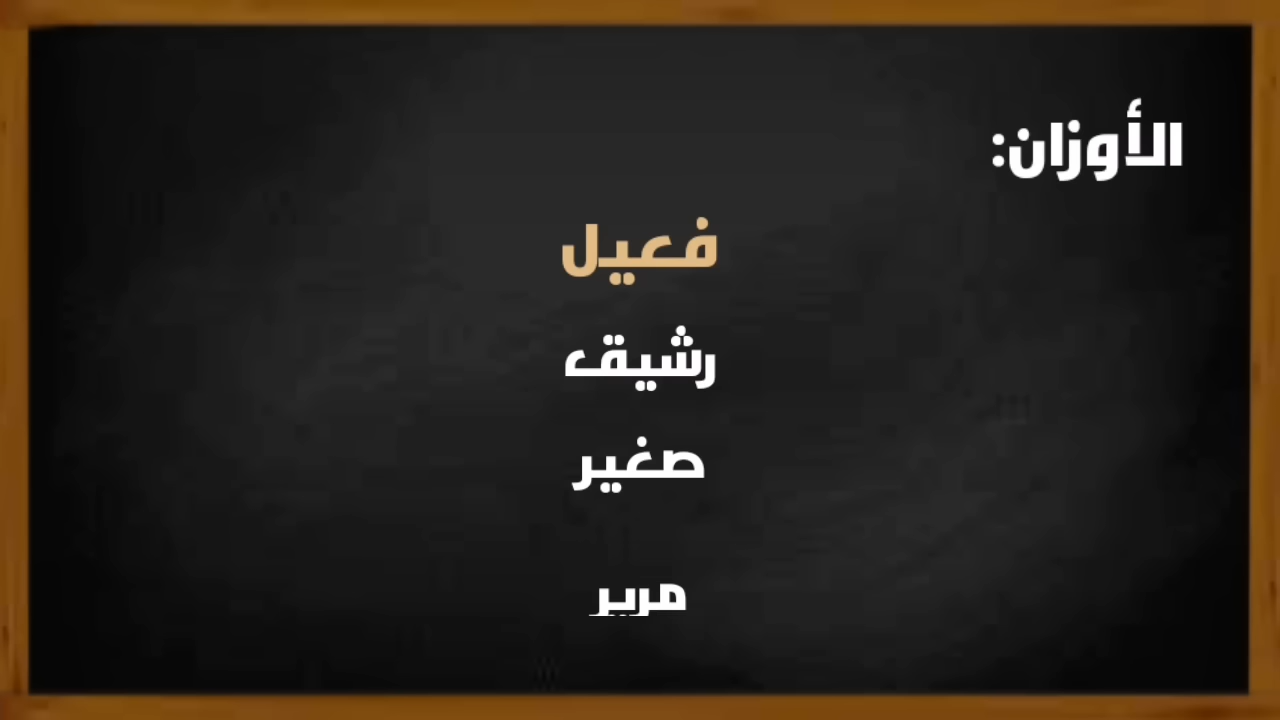 الأوزان:
فعيل
رشيق
صغير
مرير